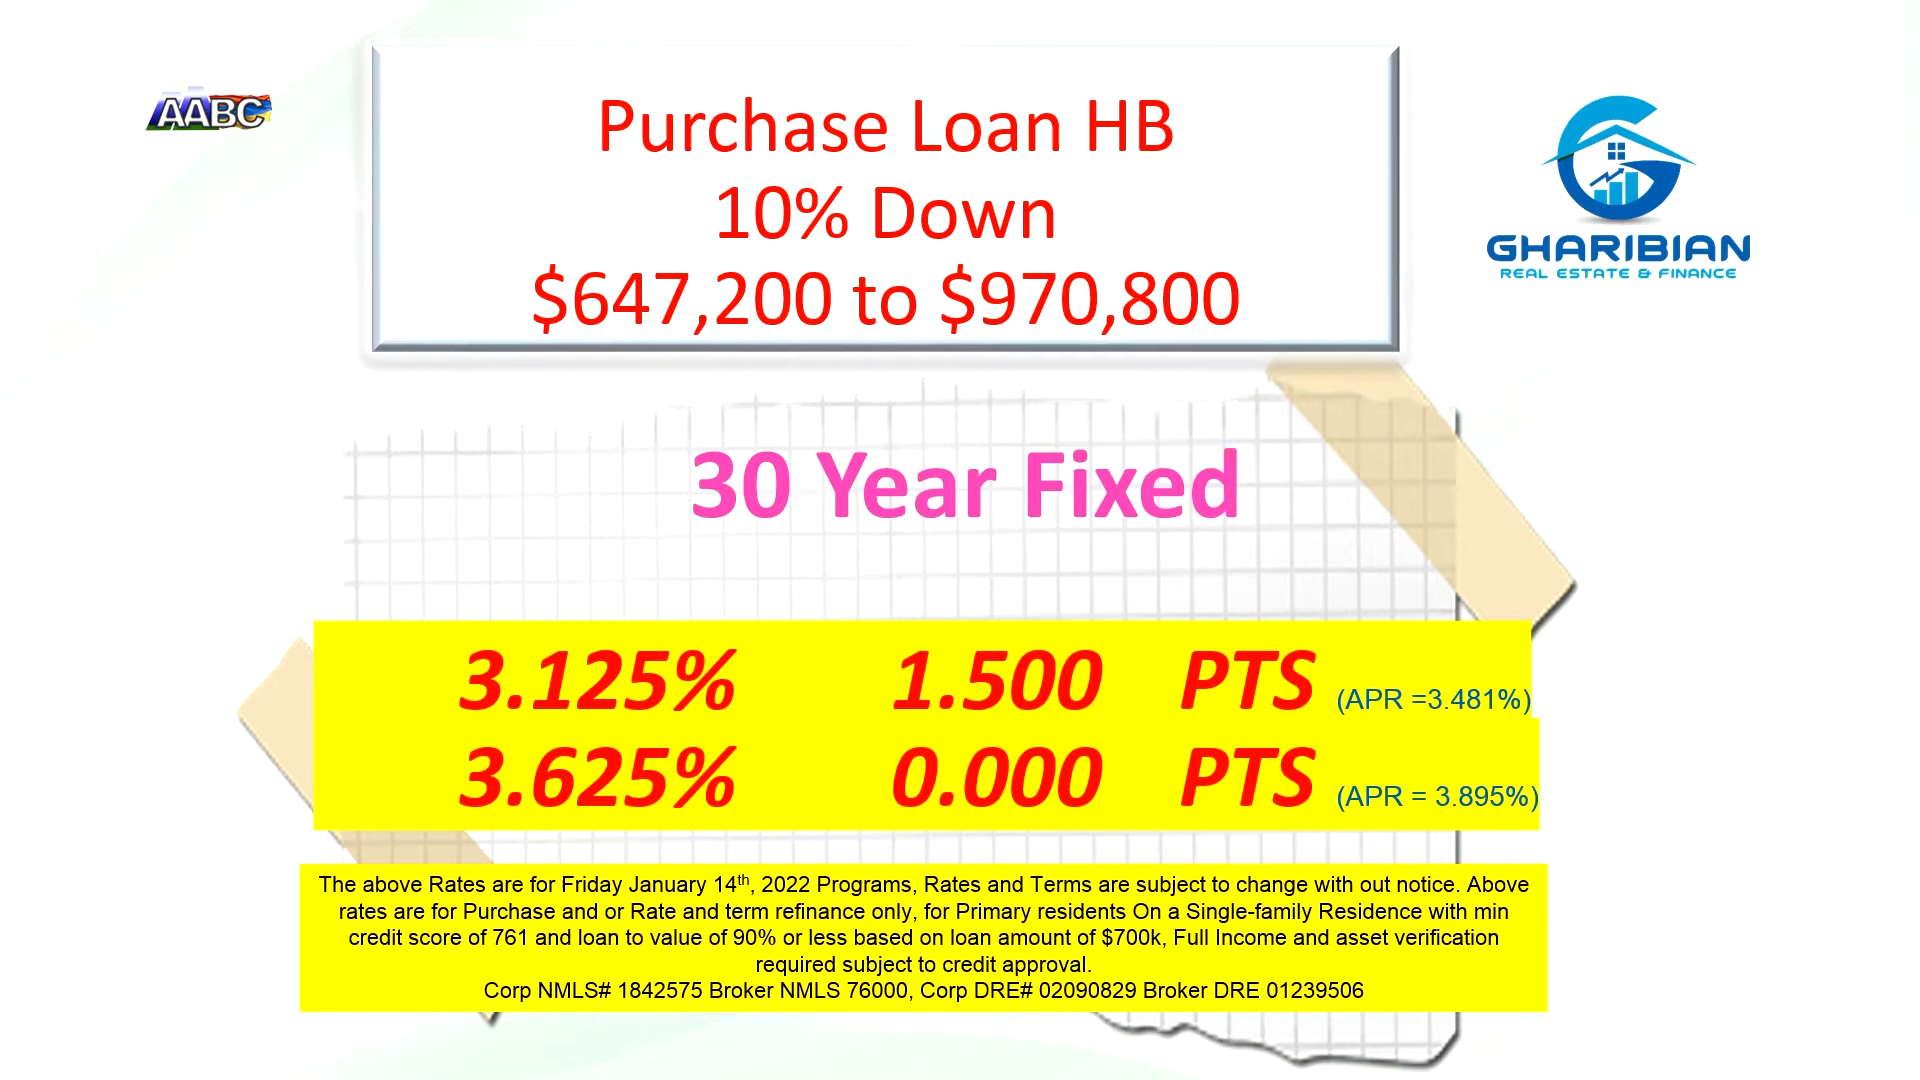 AABC
Purchase Loan HB
10% Down
$647,200 to $970,800
GHARIBIAN
REAL ESTATE & FINANCE
30 Year Fixed
3.125% 1.500 PTS (APR =3.481%)
3.625% 0.000 PTS (APR = 3.895%)
The above Rates are for Friday January 14th, 2022 Programs, Rates and Terms are subject to change with out notice. Above
rates are for Purchase and or Rate and term refinance only, for Primary residents On a Single-family Residence with min
credit score of 761 and loan to value of 90% or less based on loan amount of $700k, Full Income and asset verification
required subject to credit approval.
Corp NMLS# 1842575 Broker NMLS 76000, Corp DRE# 02090829 Broker DRE 01239506